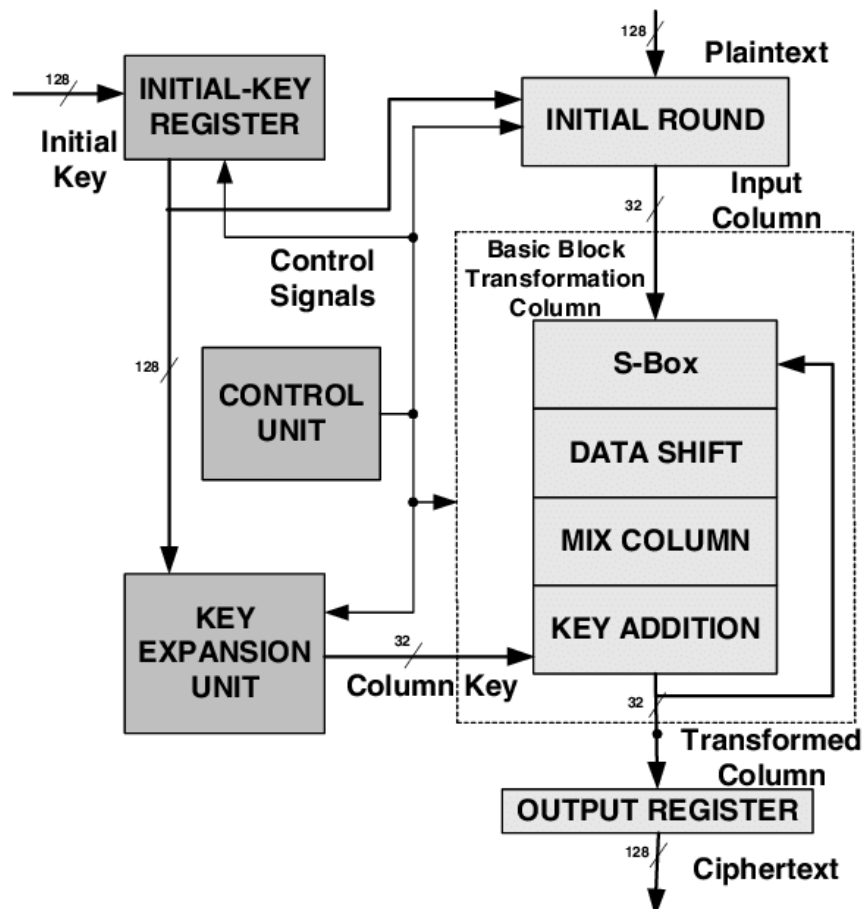 128
Plaintext
128
INITIAL-KEY
REGISTER
INITIAL ROUND
Initial
Key
Input
Column
32
Control
Signals
Basic Block
Transformation
Column
128
S-Box
CONTROL
UNIT
DATA SHIFT
MIX COLUMN
KEY ADDITION
KEY
EXPANSION
UNIT
32
Column Key
32
Transformed
Column
OUTPUT REGISTER
128
Ciphertext